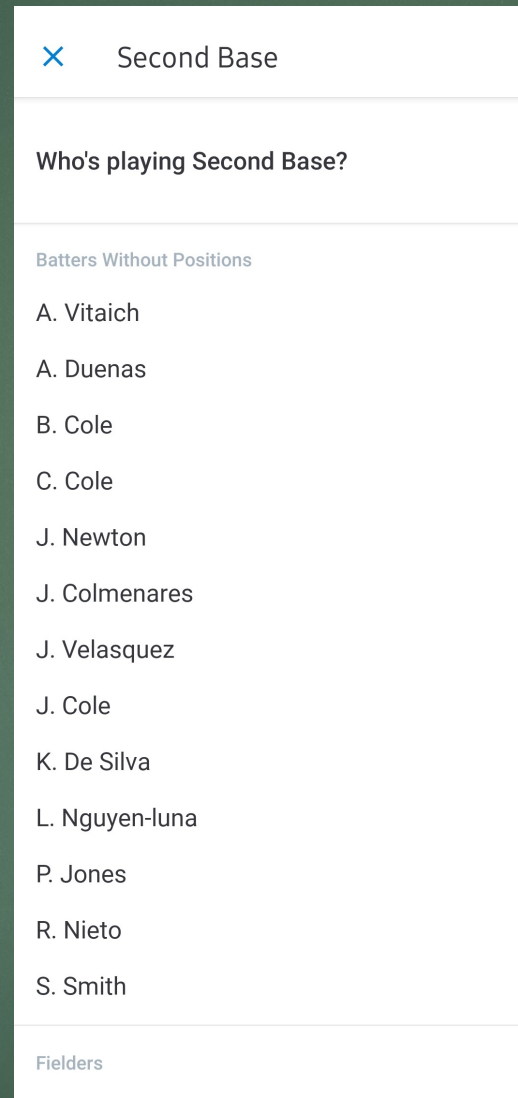 Second Base
Who's playing Second Base?
Batters Without Positions
A. Vitaich
A. Duenas
B. Cole
C. Cole
J. Newton
J. Colmenares
J. Velasquez
J. Cole
K. De Silva
L. Nguyen-luna
P. Jones
R. Nieto
S. Smith
Fielders